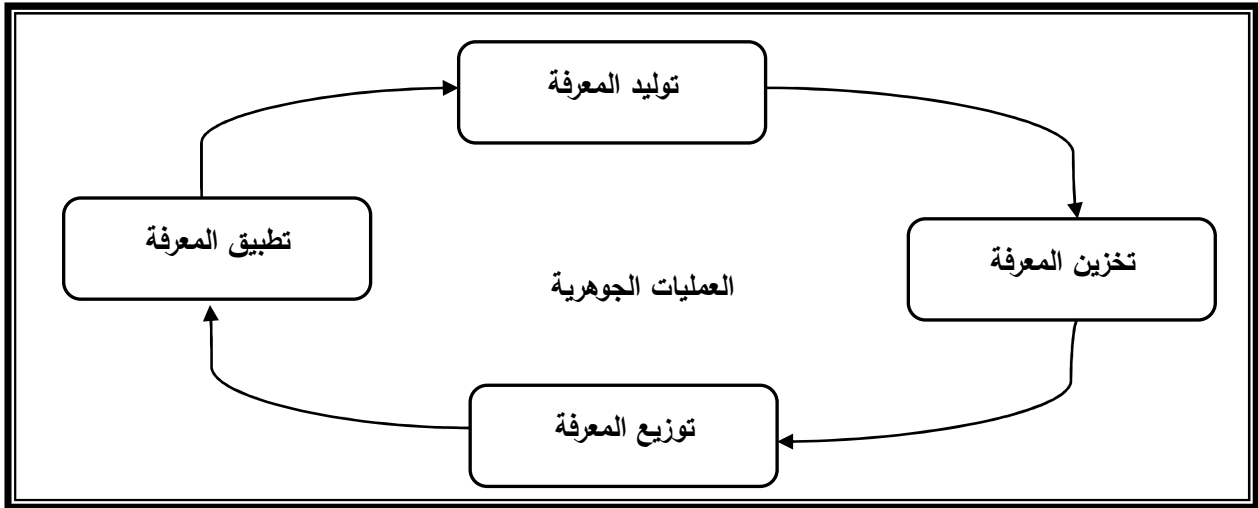 توليد المعرفة
تخزين المعرفة
تطبيق المعرفة
العمليات الجوهرية
توزيع المعرفة